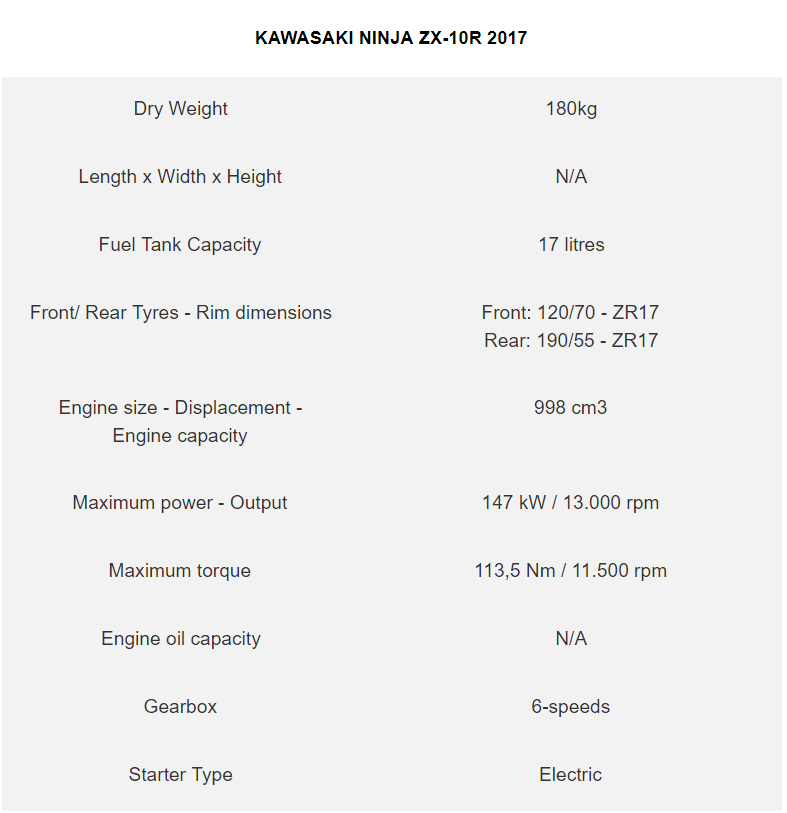 KAWASAKI NINJA ZX-10R 2017
Dry Weight 180kg
Length x Width x Height N/A
Fuel Tank Capacity 17 litres
Front/ Rear Tyres - Rim dimensions Front: 120/70 - ZR17
Rear: 190/55 - ZR17
Engine size - Displacement - 998 cm3
Engine capacity
Maximum power - Output 147 kW / 13.000 rpm
Maximum torque 113,5 Nm / 11.500 rpm
Engine oil capacity N/A
Gearbox 6-speeds
Starter Type Electric